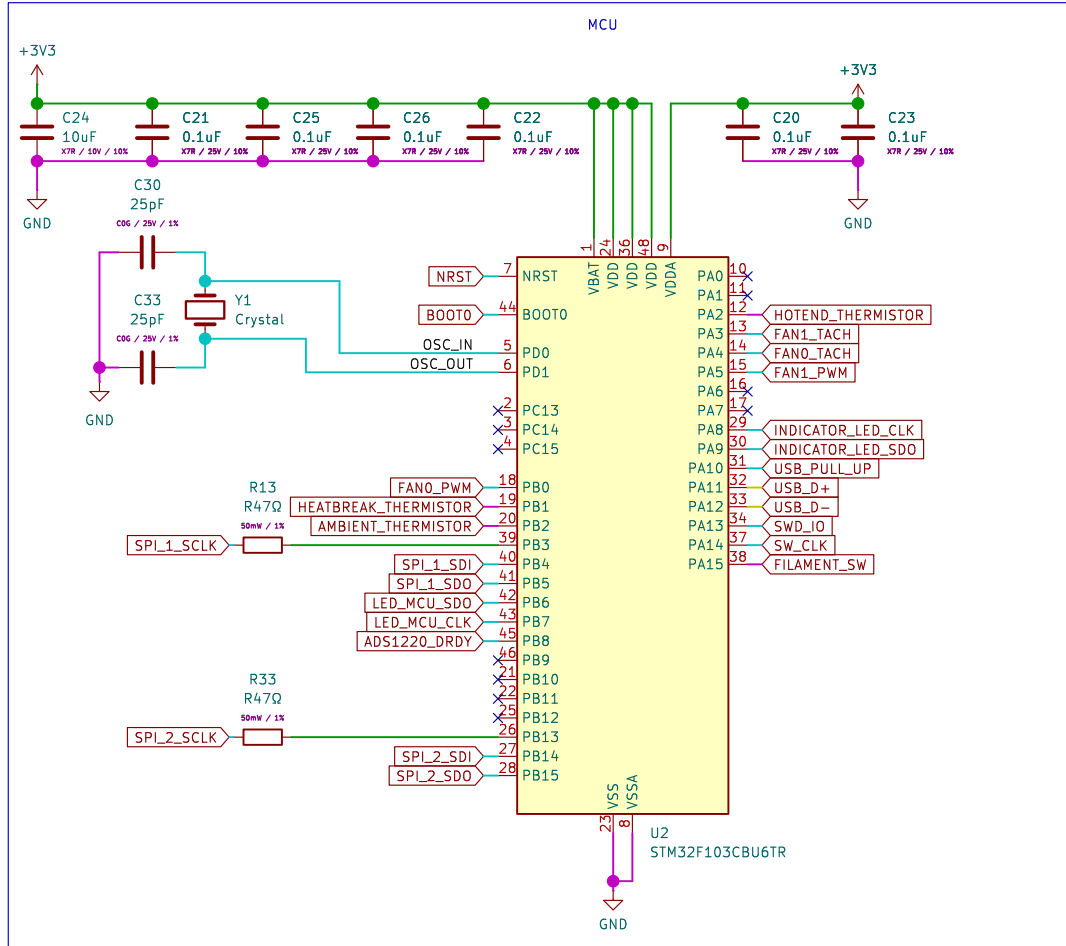 MCU
+3V3
+3V3
C24
10uF
X7R / 10V / 10%
C21
0.1uF
X7R / 25V / 10%
C25
0.1uF
X7R / 25V / 10%
C26
0.1uF
X7R / 25V / 10%
C22
0.1uF
X7R / 25V / 10%
C20
0.1uF
X7R / 25V / 10%
C23
0.1uF
X7R / 25V / 10%
GND
GND
C30
25pF
C0G / 25V / 1%
C33
25pF
C0G / 25V / 1%
Y1
Crystal
GND
OSC_IN
OSC_OUT
1 VBAT
24 VDD
36 VDD
48 VDD
9 VDDA
NRST 7 NRST
BOOT0 44 BOOT0
5 PD0
6 PD1
2 PC13
3 PC14
4 PC15
FAN0_PWM 18 PB0
HEATBREAK_THERMISTOR 19 PB1
AMBIENT_THERMISTOR 20 PB2
R13
R47Ω
50mW / 1%
SPI_1_SCLK 39 PB3
SPI_1_SDI 40 PB4
SPI_1_SDO 41 PB5
LED_MCU_SDO 42 PB6
LED_MCU_CLK 43 PB7
ADS1220_DRDY 45 PB8
46 PB9
21 PB10
22 PB11
25 PB12
R33
R47Ω
50mW / 1%
SPI_2_SCLK 26 PB13
SPI_2_SDI 27 PB14
SPI_2_SDO 28 PB15
PA0 10
PA1 11
PA2 12 HOTEND_THERMISTOR
PA3 13 FAN1_TACH
PA4 14 FAN0_TACH
PA5 15 FAN1_PWM
PA6 16
PA7 17
PA8 29 INDICATOR_LED_CLK
PA9 30 INDICATOR_LED_SDO
PA10 31 USB_PULL_UP
PA11 32 USB_D+
PA12 33 USB_D-
PA13 34 SWD_IO
PA14 37 SW_CLK
PA15 38 FILAMENT_SW
VSS 23
VSSA 8
U2
STM32F103CBU6TR
GND